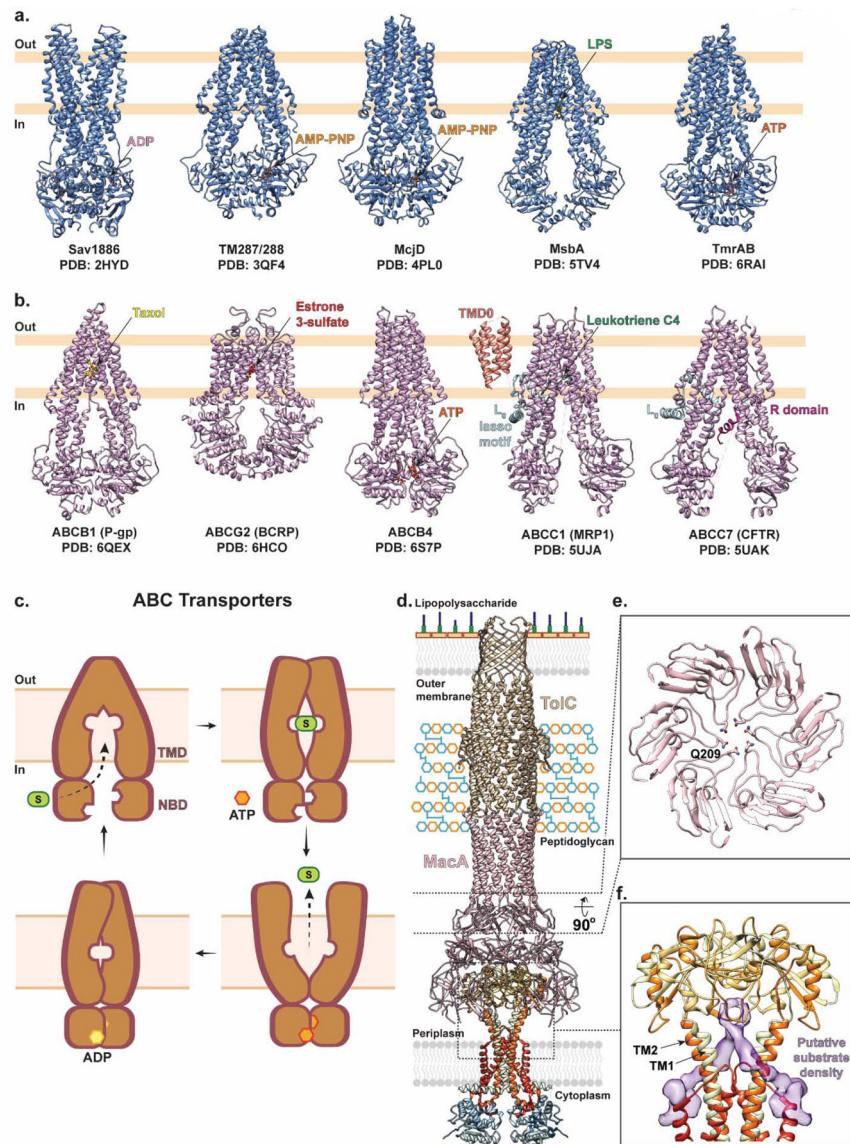 a.
Out
In
ADP
AMP-PNP
AMP-PNP
LPS
ATP
Sav1886
PDB: 2HYD
TM287/288
PDB: 3QF4
McjD
PDB: 4PL0
MsbA
PDB: 5TV4
TmrAB
PDB: 6RAI
b.
Out
In
Taxol
Estrone
3-sulfate
ATP
TMD0
Leukotriene C4
L0
lasso
motif
L0
R domain
ABCB1 (P-gp)
PDB: 6QEX
ABCG2 (BCRP)
PDB: 6HCO
ABCB4
PDB: 6S7P
ABCC1 (MRP1)
PDB: 5UJA
ABCC7 (CFTR)
PDB: 5UAK
c.
ABC Transporters
Out
In
TMD
NBD
S
S
ATP
S
ADP
d.
Lipopolysaccharide
Outer
membrane
TolC
Peptidoglycan
MacA
90°
Periplasm
Cytoplasm
e.
Q209
f.
TM2
TM1
Putative
substrate
density